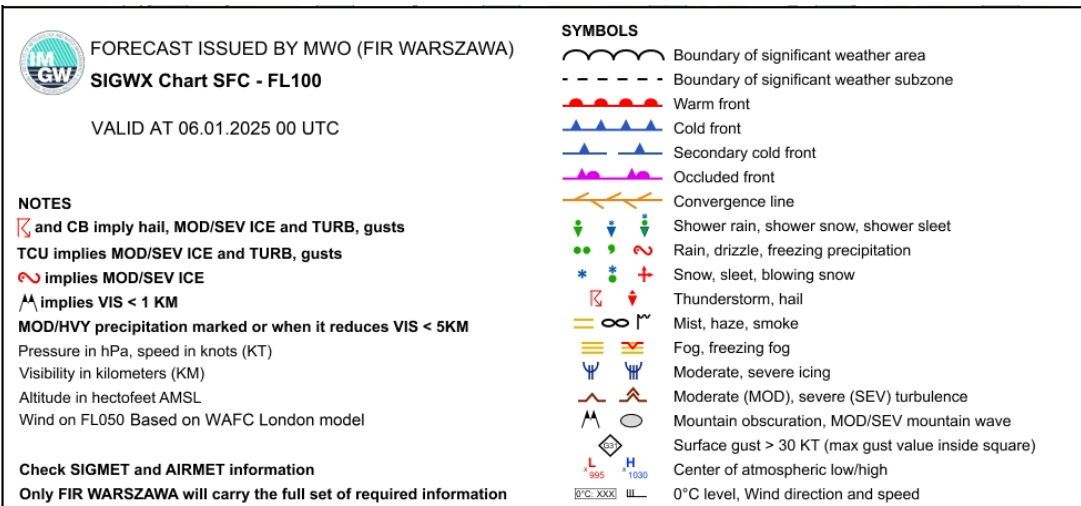 IM
GW
FORECAST ISSUED BY MWO (FIR WARSZAWA)
SIGWX Chart SFC - FL100
VALID AT 06.01.2025 00 UTC
NOTES
and CB imply hail, MOD/SEV ICE and TURB, gusts
TCU implies MOD/SEV ICE and TURB, gusts
implies MOD/SEV ICE
implies VIS < 1 KM
MOD/HVY precipitation marked or when it reduces VIS < 5KM
Pressure in hPa, speed in knots (KT)
Visibility in kilometers (KM)
Altitude in hectofeet AMSL
Wind on FL050 Based on WAFC London model
Check SIGMET and AIRMET information
Only FIR WARSZAWA will carry the full set of required information
SYMBOLS
Boundary of significant weather area
Boundary of significant weather subzone
Warm front
Cold front
Secondary cold front
Occluded front
Convergence line
Shower rain, shower snow, shower sleet
Rain, drizzle, freezing precipitation
Snow, sleet, blowing snow
Thunderstorm, hail
Mist, haze, smoke
Fog, freezing fog
Moderate, severe icing
Moderate (MOD), severe (SEV) turbulence
Mountain obscuration, MOD/SEV mountain wave
G31 Surface gust > 30 KT (max gust value inside square)
x L 995 x H 1030 Center of atmospheric low/high
0°C: XXX 0°C level, Wind direction and speed